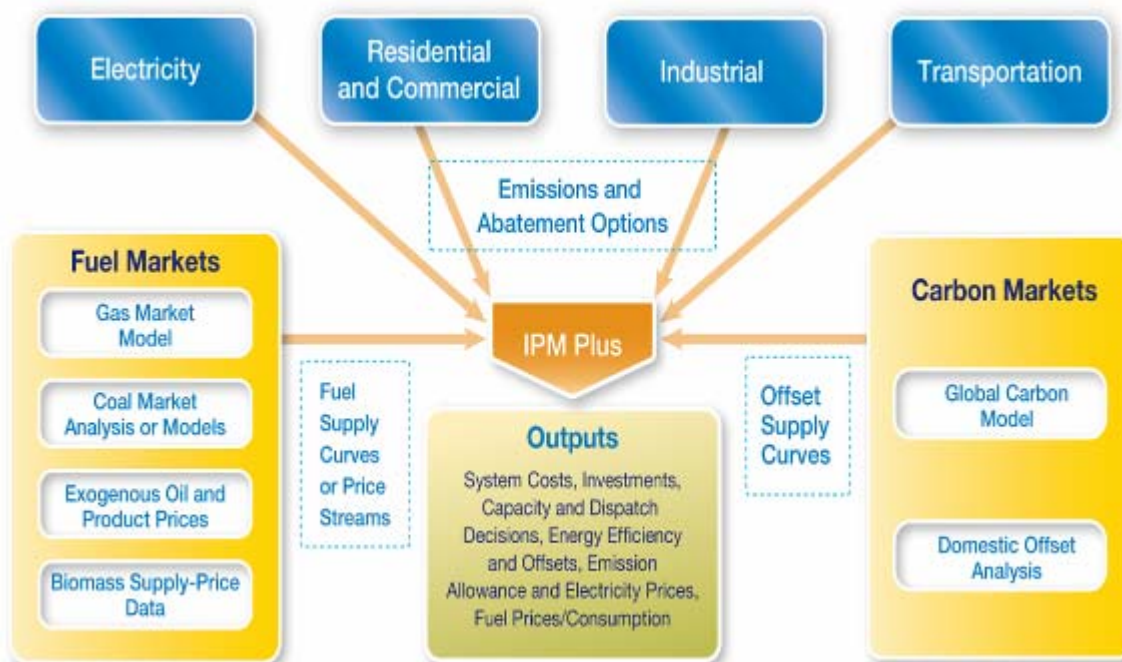 Electricity
Residential
and Commercial
Industrial
Transportation
Emissions and
Abatement Options
Fuel Markets
Gas Market
Model
Coal Market
Analysis or Models
Exogenous Oil and
Product Prices
Biomass Supply-Price
Data
Fuel
Supply
Curves
or Price
Streams
IPM Plus
Outputs
System Costs, Investments,
Capacity and Dispatch
Decisions, Energy Efficiency
and Offsets, Emission
Allowance and Electricity Prices,
Fuel Prices/Consumption
Offset
Supply
Curves
Carbon Markets
Global Carbon
Model
Domestic Offset
Analysis